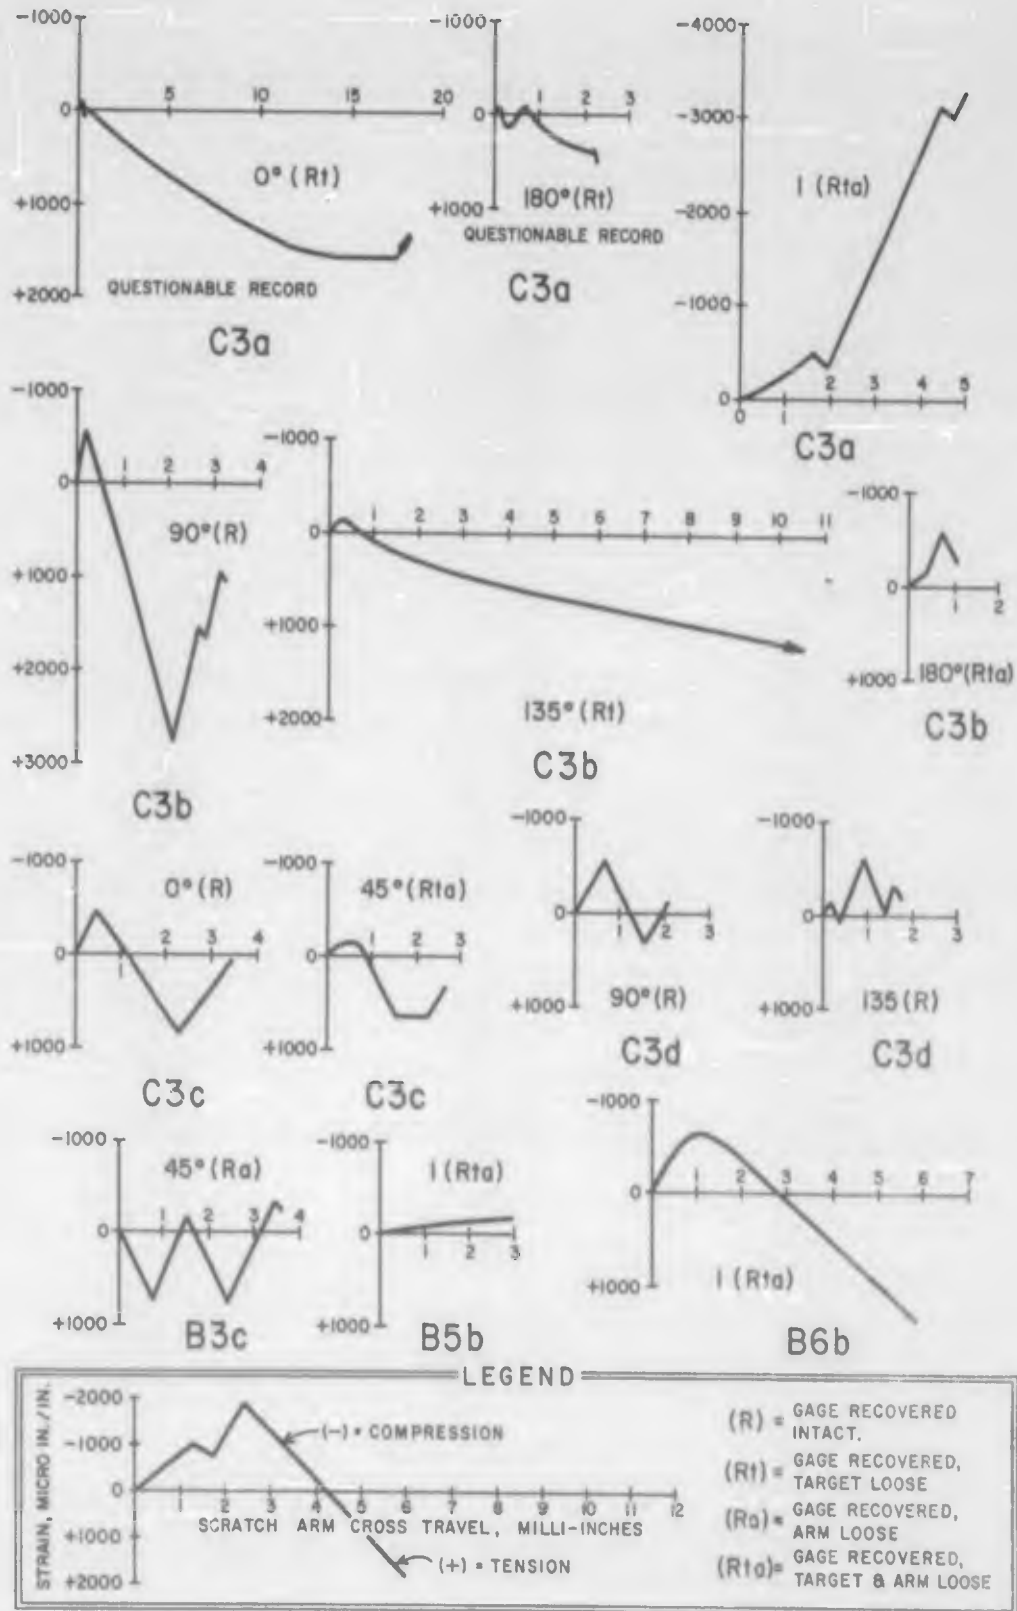 -1000
0
+1000
+2000
5
10
15
20
0° (Rt)
QUESTIONABLE RECORD
C3a
-1000
0
+1000
1
2
3
180° (Rt)
QUESTIONABLE RECORD
C3a
-4000
-3000
-2000
-1000
0
0
1
2
3
4
5
1 (Rta)
C3a
-1000
0
+1000
+2000
+3000
1
2
3
4
90° (R)
C3b
-1000
0
+1000
+2000
1
2
3
4
5
6
7
8
9
10
11
135° (Rt)
C3b
-1000
0
+1000
1
2
180° (Rta)
C3b
-1000
0
+1000
1
2
3
4
0° (R)
C3c
-1000
0
+1000
1
2
3
45° (Rta)
C3c
-1000
0
+1000
1
2
3
90° (R)
C3d
-1000
0
+1000
1
2
3
135 (R)
C3d
-1000
0
+1000
1
2
3
4
45° (Ra)
B3c
-1000
0
+1000
1
2
3
1 (Rta)
B5b
-1000
0
+1000
1
2
3
4
5
6
7
1 (Rta)
B6b
LEGEND
STRAIN, MICRO IN./IN.
-2000
-1000
0
+1000
+2000
1
2
3
4
5
6
7
8
9
10
11
12
(-) = COMPRESSION
SCRATCH ARM CROSS TRAVEL, MILLI-INCHES
(+) = TENSION
(R) = GAGE RECOVERED
INTACT.
(Rt) = GAGE RECOVERED,
TARGET LOOSE
(Ra) = GAGE RECOVERED,
ARM LOOSE
(Rta) = GAGE RECOVERED,
TARGET & ARM LOOSE